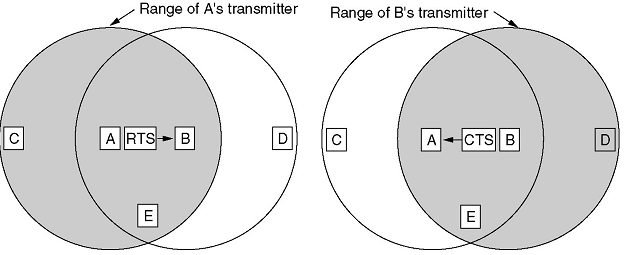 Range of A's transmitter
Range of B's transmitter
C A RTS B D
C A CTS B D
E
E